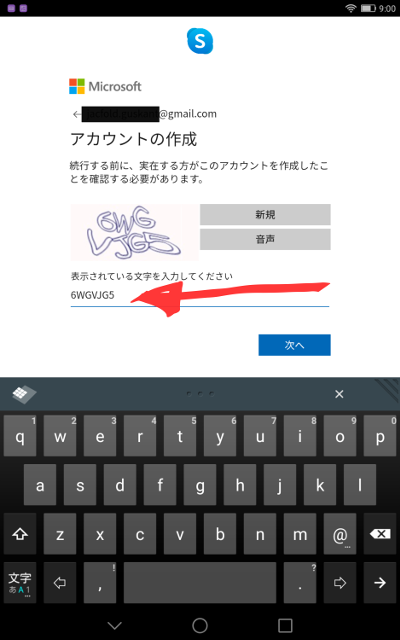 9:00
S
Microsoft
@gmail.com
アカウントの作成
続行する前に、実在する方がこのアカウントを作成したこ
とを確認する必要があります。
6WG
VJG5
新規
音声
表示されている文字を入力してください
6WGVJG5
次へ
1 2 3 4 5 6 7 8 9 0
q w e r t y u i o p
a s d f g h j k l
z x c v b n m @
文字
あA1
, ! . ?